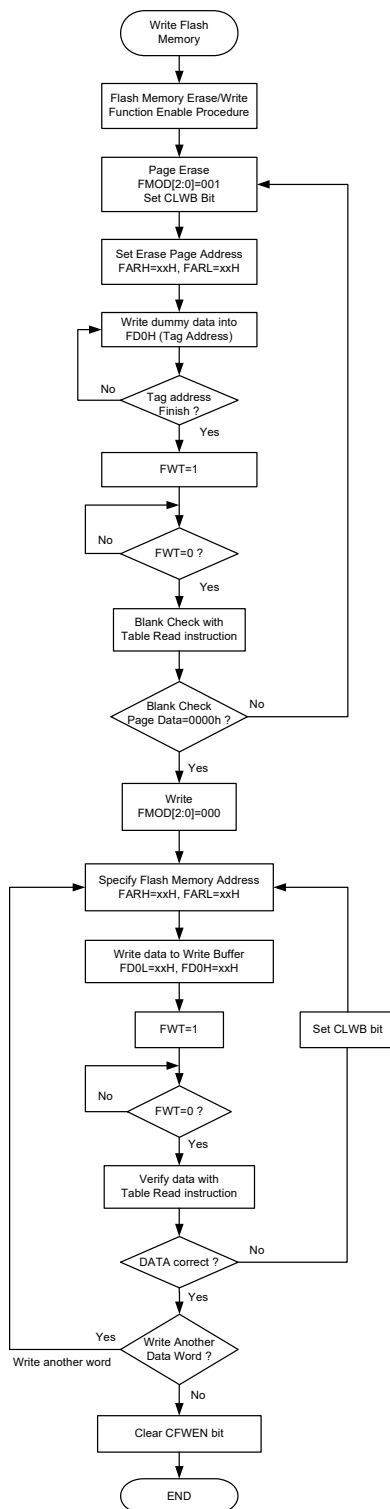 Write Flash
Memory
Flash Memory Erase/Write
Function Enable Procedure
Page Erase
FMOD[2:0]=001
Set CLWB Bit
Set Erase Page Address
FARH=xxH, FARL=xxH
Write dummy data into
FD0H (Tag Address)
No
Tag address
Finish ?
Yes
FWT=1
No
FWT=0 ?
Yes
Blank Check with
Table Read instruction
No
Blank Check
Page Data=0000h ?
Yes
Write
FMOD[2:0]=000
Specify Flash Memory Address
FARH=xxH, FARL=xxH
Write data to Write Buffer
FD0L=xxH, FD0H=xxH
FWT=1
Set CLWB bit
No
FWT=0 ?
Yes
Verify data with
Table Read instruction
No
DATA correct ?
Yes
Yes
Write another word
Write Another
Data Word ?
No
Clear CFWEN bit
END